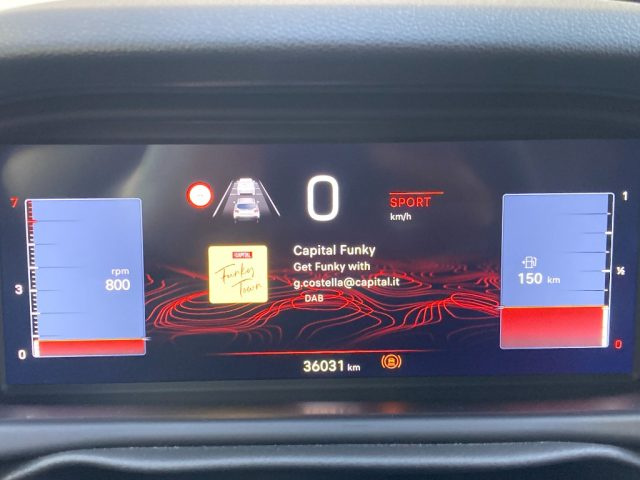 7
3
0
rpm
800
0
SPORT
km/h
CAPITAL
Funky
Town
Capital Funky
Get Funky with
g.costella@capital.it
DAB
36031 km
1
½
0
150 km